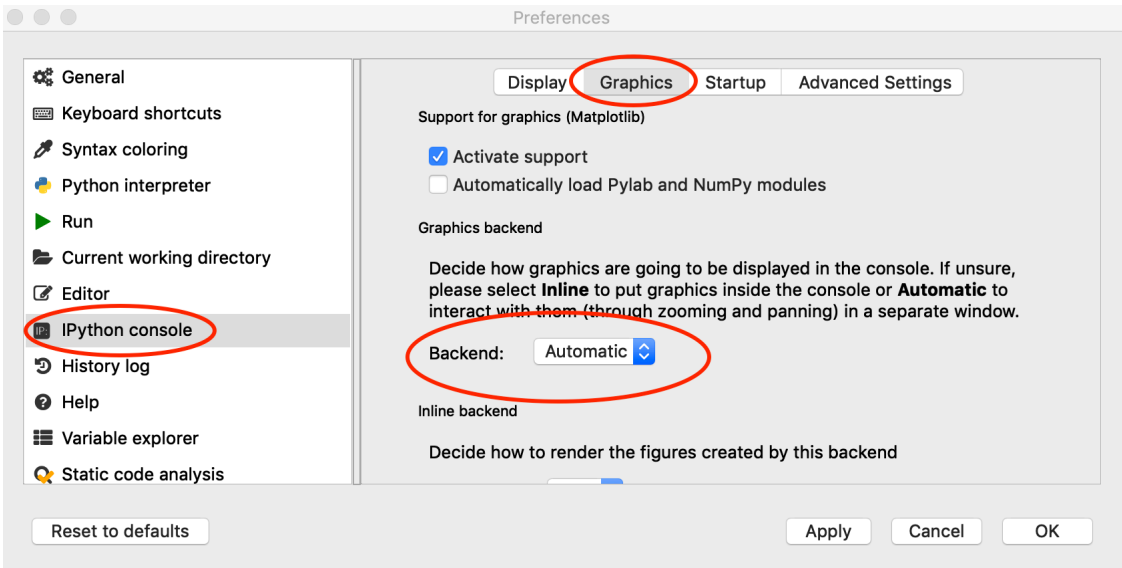 Preferences
General
Keyboard shortcuts
Syntax coloring
Python interpreter
Run
Current working directory
Editor
IP:
IPython console
History log
Help
Variable explorer
Static code analysis
Display
Graphics
Startup
Advanced Settings
Support for graphics (Matplotlib)
Activate support
Automatically load Pylab and NumPy modules
Graphics backend
Decide how graphics are going to be displayed in the console. If unsure,
please select Inline to put graphics inside the console or Automatic to
interact with them (through zooming and panning) in a separate window.
Backend:
Automatic
Inline backend
Decide how to render the figures created by this backend
Reset to defaults
Apply
Cancel
OK